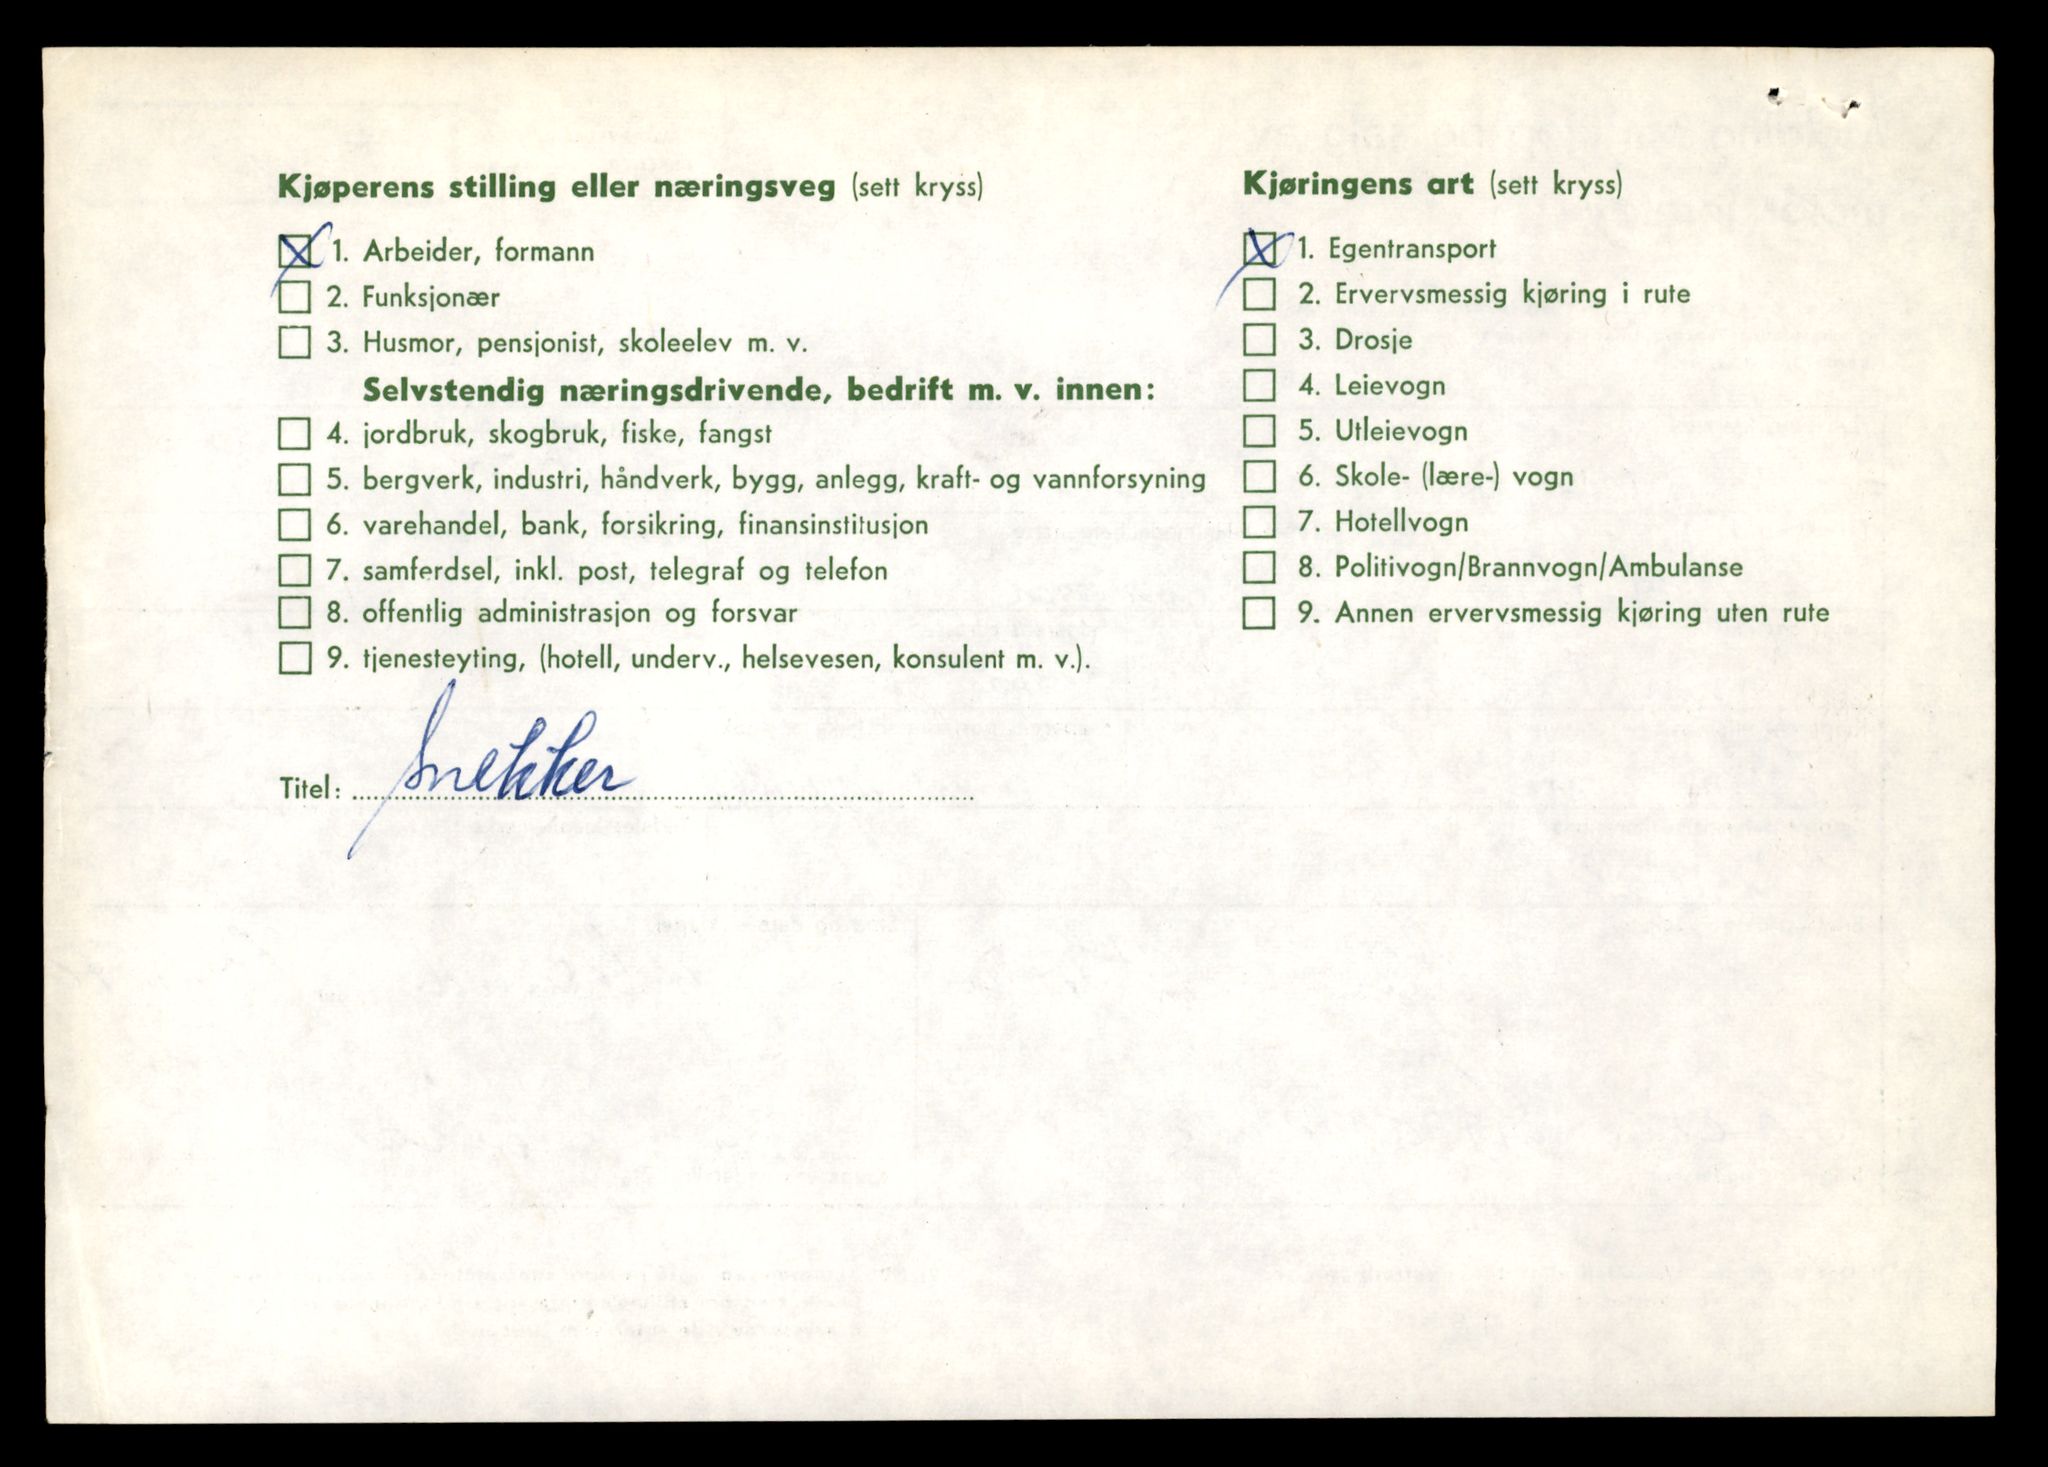 Kjøperens stilling eller næringsveg (sett kryss)
1. Arbeider, formann
2. Funksjonær
3. Husmor, pensjonist, skoleelev m. v.
Selvstendig næringsdrivende, bedrift m. v. innen:
4. jordbruk, skogbruk, fiske, fangst
5. bergverk, industri, håndverk, bygg, anlegg, kraft- og vannforsyning
6. varehandel, bank, forsikring, finansinstitusjon
7. samferdsel, inkl. post, telegraf og telefon
8. offentlig administrasjon og forsvar
9. tjenesteyting, (hotell, underv., helsevesen, konsulent m. v.).
Titel: snekker
Kjøringens art (sett kryss)
1. Egentransport
2. Ervervsmessig kjøring i rute
3. Drosje
4. Leievogn
5. Utleievogn
6. Skole- (lære-) vogn
7. Hotellvogn
8. Politivogn/Brannvogn/Ambulanse
9. Annen ervervsmessig kjøring uten rute